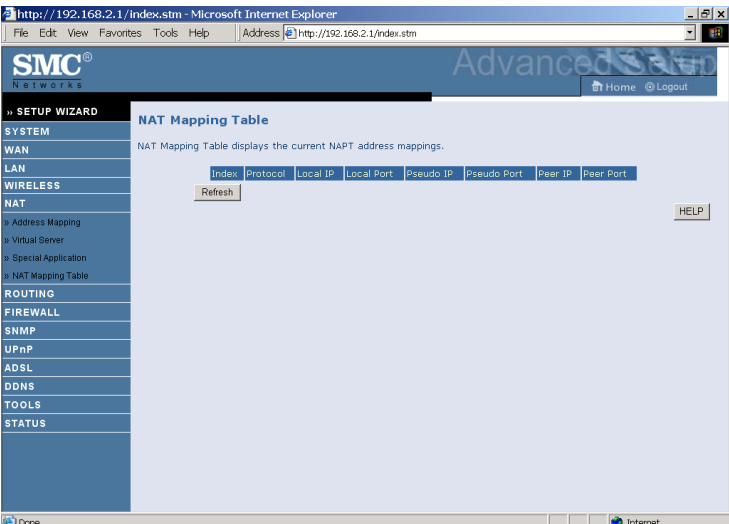 http://192.168.2.1/index.stm - Microsoft Internet Explorer
File Edit View Favorites Tools Help Address http://192.168.2.1/index.stm
SMC®
Networks
Advanced Setup
Home Logout
» SETUP WIZARD
SYSTEM
WAN
LAN
WIRELESS
NAT
» Address Mapping
» Virtual Server
» Special Application
» NAT Mapping Table
ROUTING
FIREWALL
SNMP
UPnP
ADSL
DDNS
TOOLS
STATUS
NAT Mapping Table
NAT Mapping Table displays the current NAPT address mappings.
Index Protocol Local IP Local Port Pseudo IP Pseudo Port Peer IP Peer Port
Refresh
HELP
Done Internet